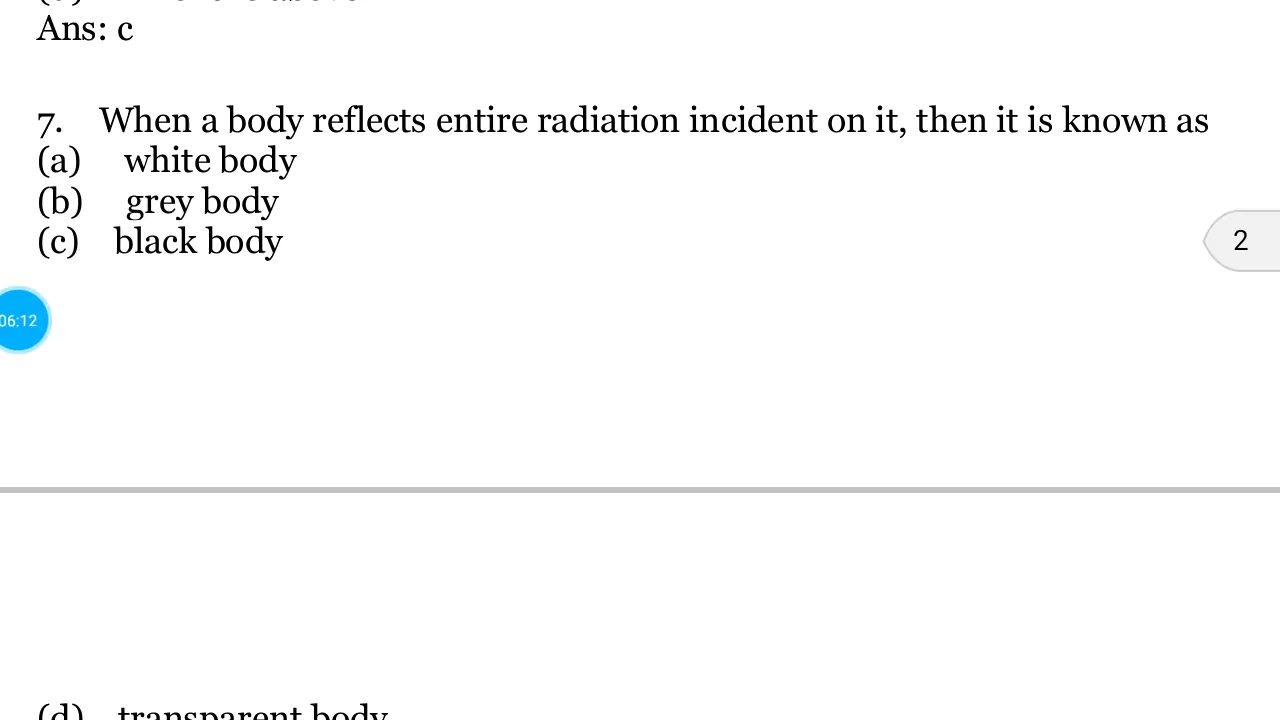 Ans: c
7. When a body reflects entire radiation incident on it, then it is known as
(a) white body
(b) grey body
(c) black body
2
06:12
(d) transparent body